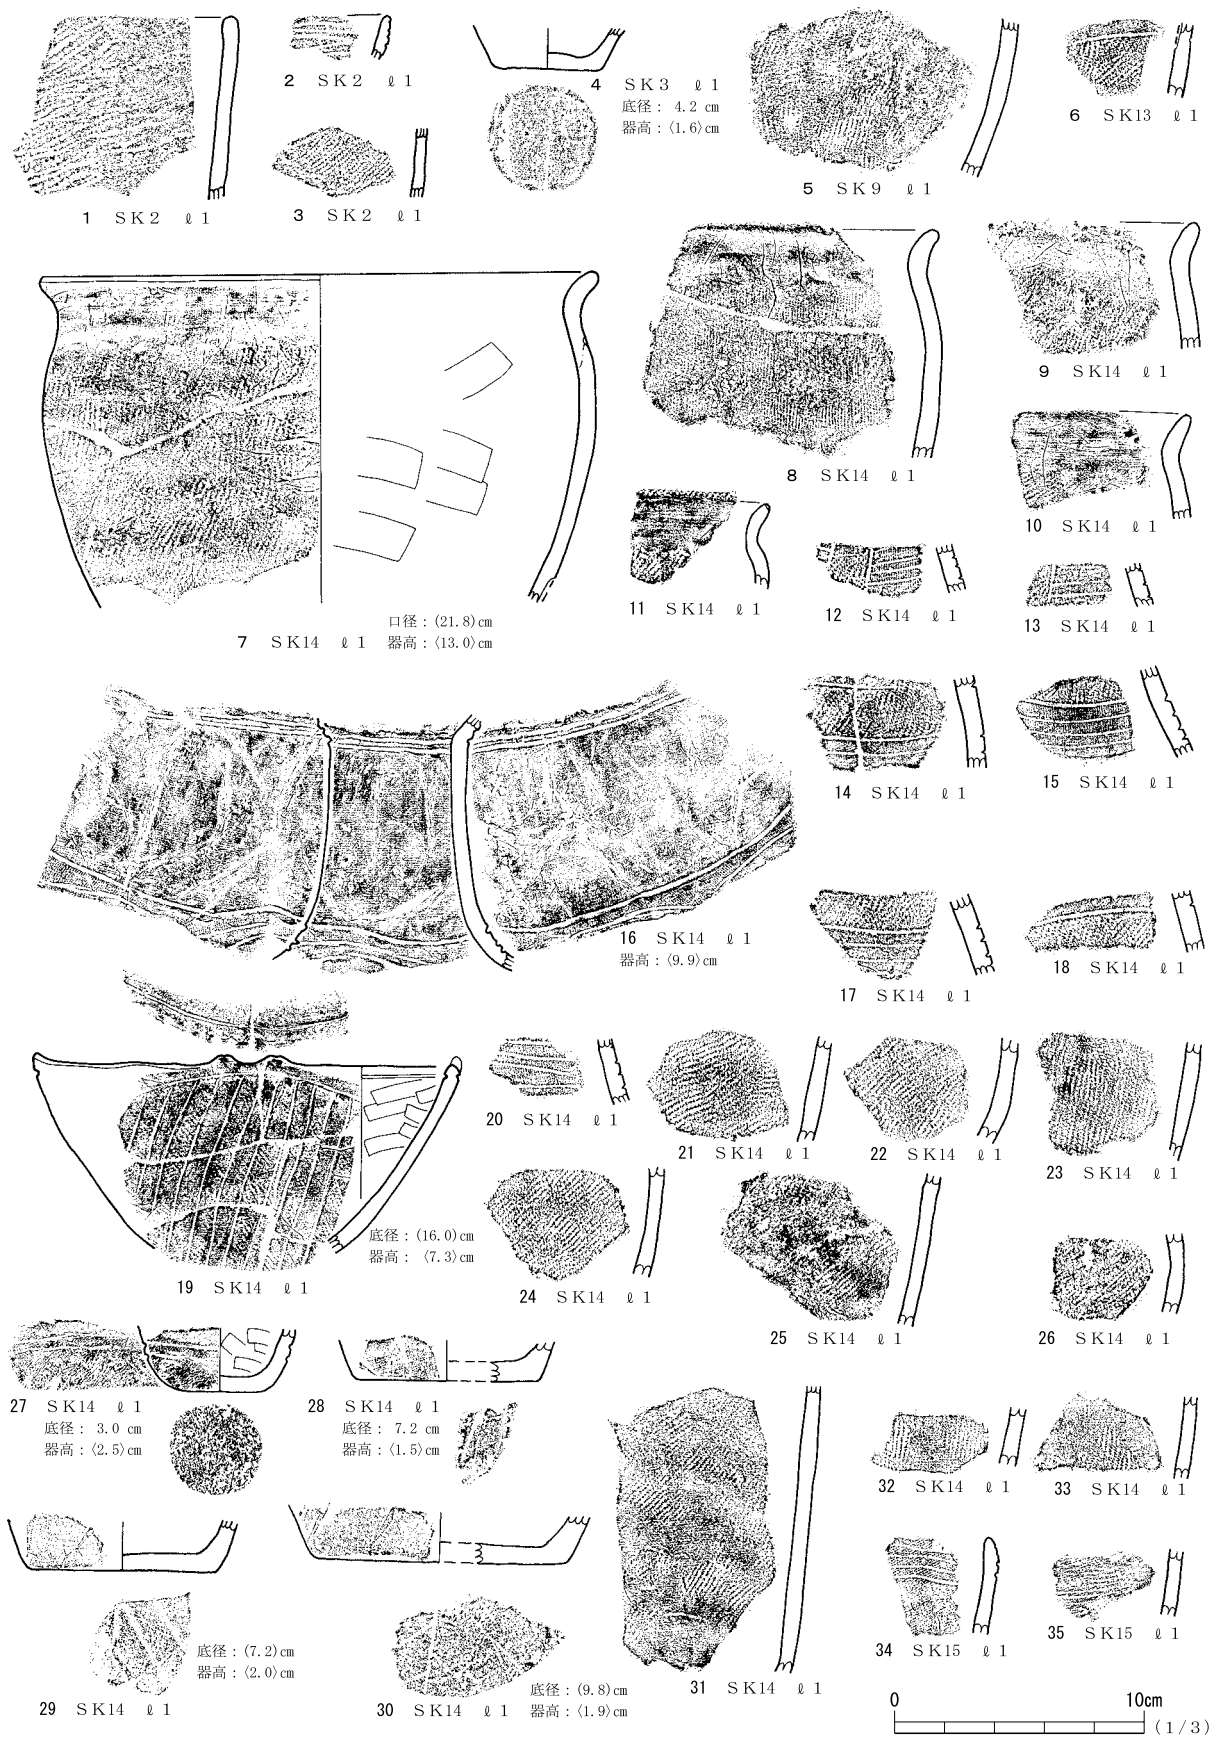 1 SK2 ℓ1
2 SK2 ℓ1
3 SK2 ℓ1
4 SK3 ℓ1
底径：4.2 cm
器高：〈1.6〉cm
5 SK9 ℓ1
6 SK13 ℓ1
7 SK14 ℓ1
口径：(21.8)cm
器高：〈13.0〉cm
8 SK14 ℓ1
9 SK14 ℓ1
10 SK14 ℓ1
11 SK14 ℓ1
12 SK14 ℓ1
13 SK14 ℓ1
14 SK14 ℓ1
15 SK14 ℓ1
16 SK14 ℓ1
器高：〈9.9〉cm
17 SK14 ℓ1
18 SK14 ℓ1
19 SK14 ℓ1
底径：(16.0)cm
器高：〈7.3〉cm
20 SK14 ℓ1
21 SK14 ℓ1
22 SK14 ℓ1
23 SK14 ℓ1
24 SK14 ℓ1
25 SK14 ℓ1
26 SK14 ℓ1
27 SK14 ℓ1
底径：3.0 cm
器高：〈2.5〉cm
28 SK14 ℓ1
底径：7.2 cm
器高：〈1.5〉cm
29 SK14 ℓ1
底径：(7.2)cm
器高：〈2.0〉cm
30 SK14 ℓ1
底径：(9.8)cm
器高：〈1.9〉cm
31 SK14 ℓ1
32 SK14 ℓ1
33 SK14 ℓ1
34 SK15 ℓ1
35 SK15 ℓ1
0 10cm
(1/3)